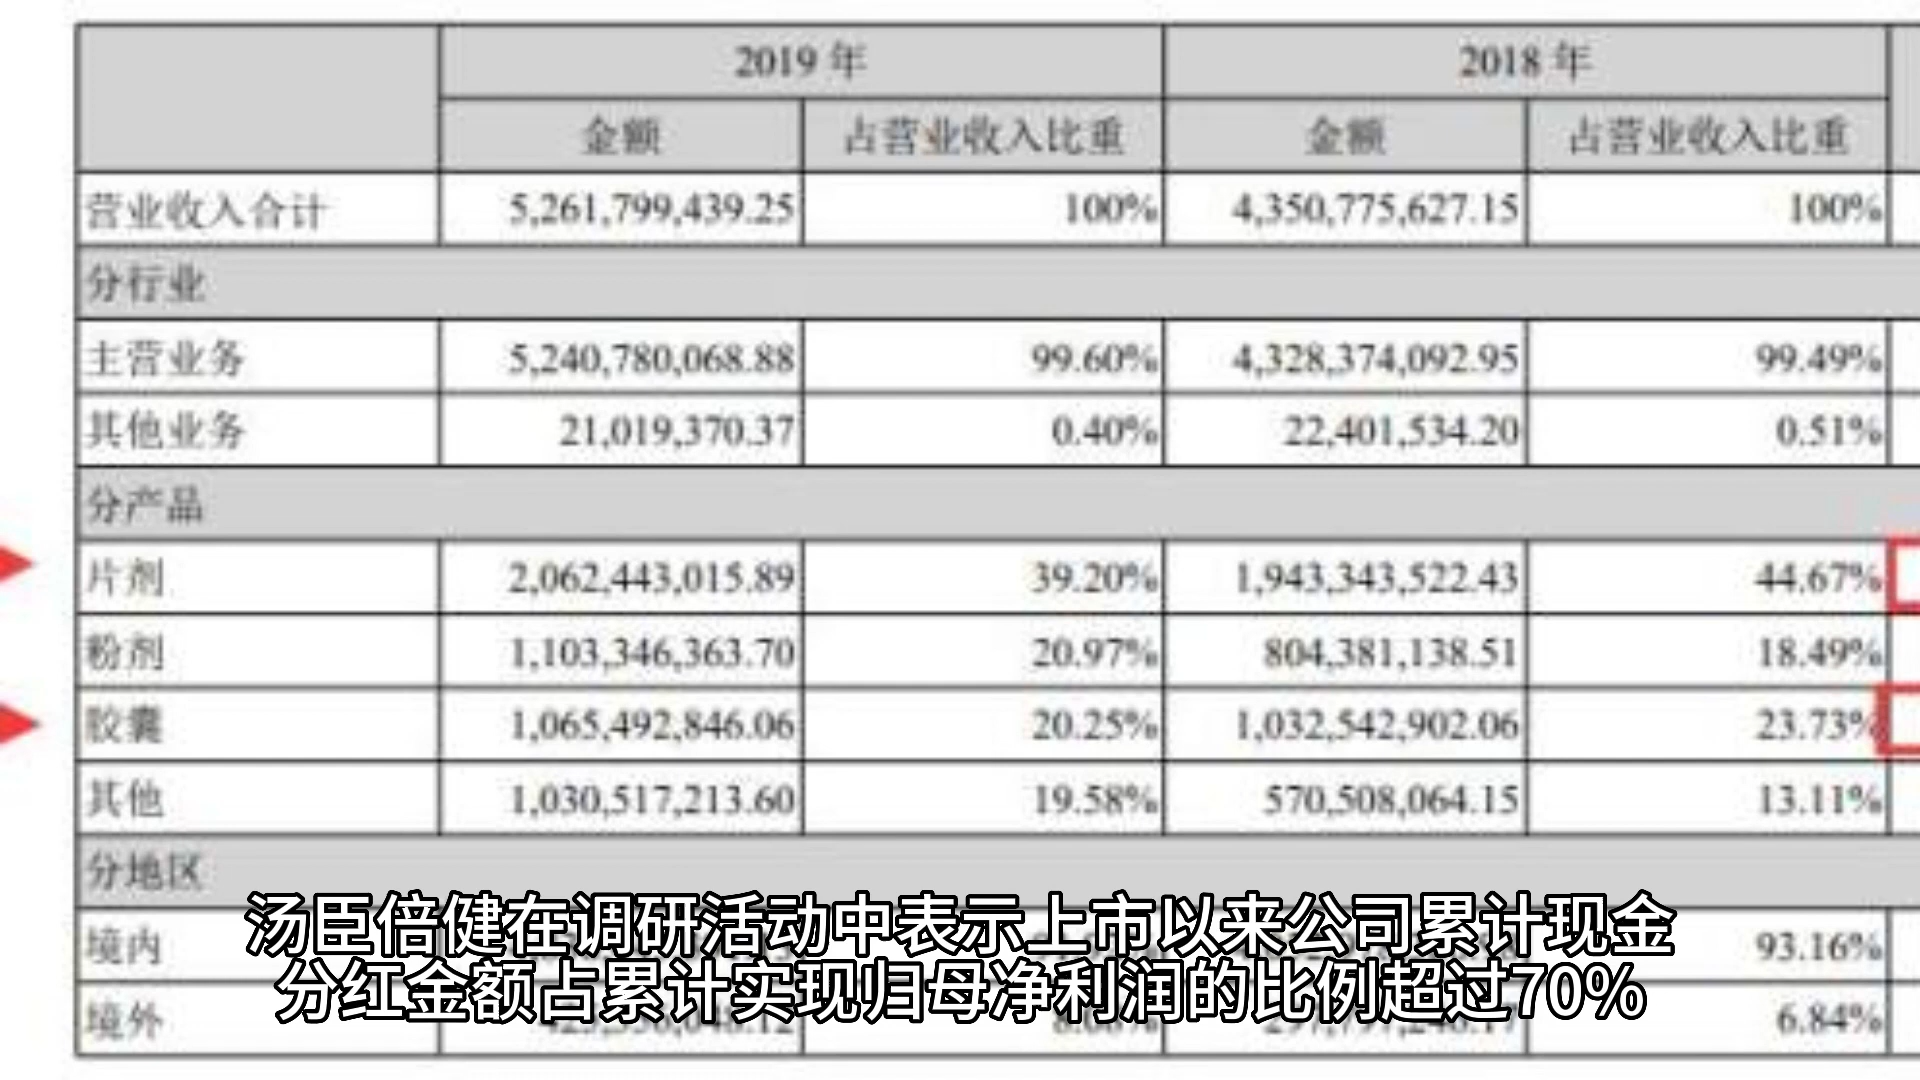 2019 年 2018 年
金额 占营业收入比重 金额 占营业收入比重
营业收入合计 5,261,799,439.25 100% 4,350,775,627.15 100%
分行业
主营业务 5,240,780,068.88 99.60% 4,328,374,092.95 99.49%
其他业务 21,019,370.37 0.40% 22,401,534.20 0.51%
分产品
片剂 2,062,443,015.89 39.20% 1,943,343,522.43 44.67%
粉剂 1,103,346,363.70 20.97% 804,381,138.51 18.49%
胶囊 1,065,492,846.06 20.25% 1,032,542,902.06 23.73%
其他 1,030,517,213.60 19.58% 570,508,064.15 13.11%
分地区
境内 93.16%
境外 6.84%
汤臣倍健在调研活动中表示上市以来公司累计现金
分红金额占累计实现归母净利润的比例超过70%